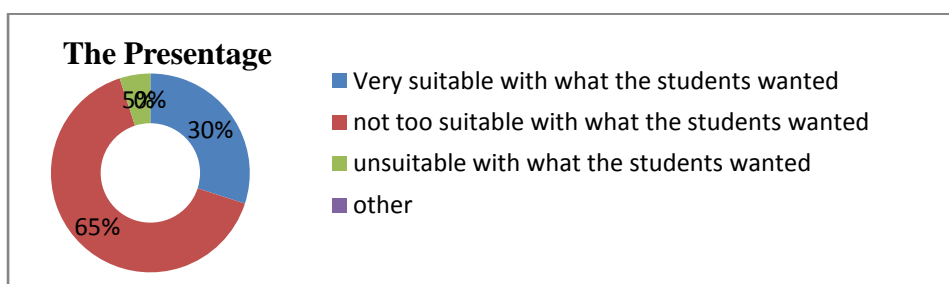 The Presentage
Very suitable with what the students wanted
not too suitable with what the students wanted
unsuitable with what the students wanted
other
5%
0%
30%
65%